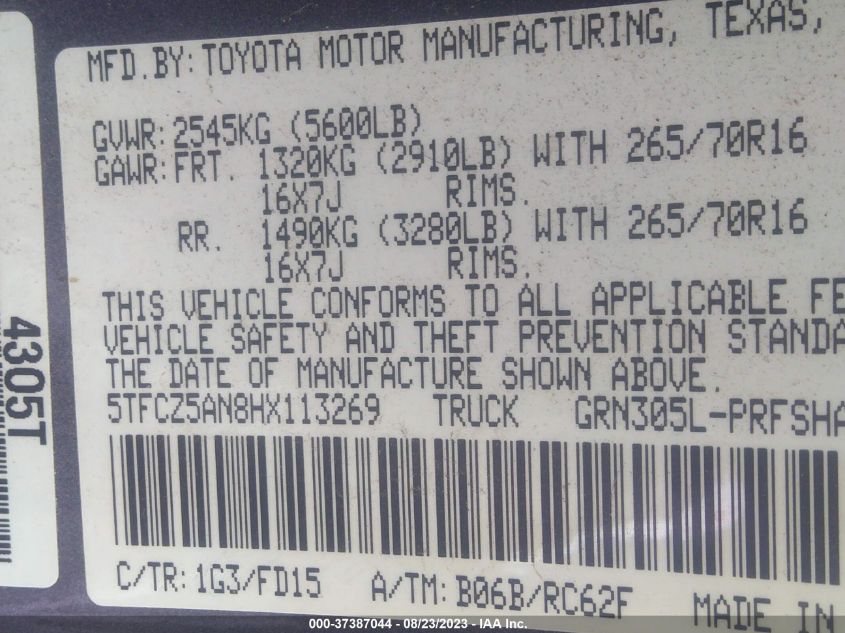 MFD.BY: TOYOTA MOTOR MANUFACTURING, TEXAS,
GVWR: 2545KG (5600LB)
GAWR: FRT. 1320KG (2910LB) WITH 265/70R16
16X7J RIMS.
RR. 1490KG (3280LB) WITH 265/70R16
16X7J RIMS.
THIS VEHICLE CONFORMS TO ALL APPLICABLE FE
VEHICLE SAFETY AND THEFT PREVENTION STANDA
THE DATE OF MANUFACTURE SHOWN ABOVE.
5TFCZ5AN8HX113269 TRUCK GRN305L-PRFSHA
C/TR: 1G3/FD15 A/TM: B06B/RC62F
MADE IN
4305T
000-37387044 / 08/23/2023 - IAA Inc.